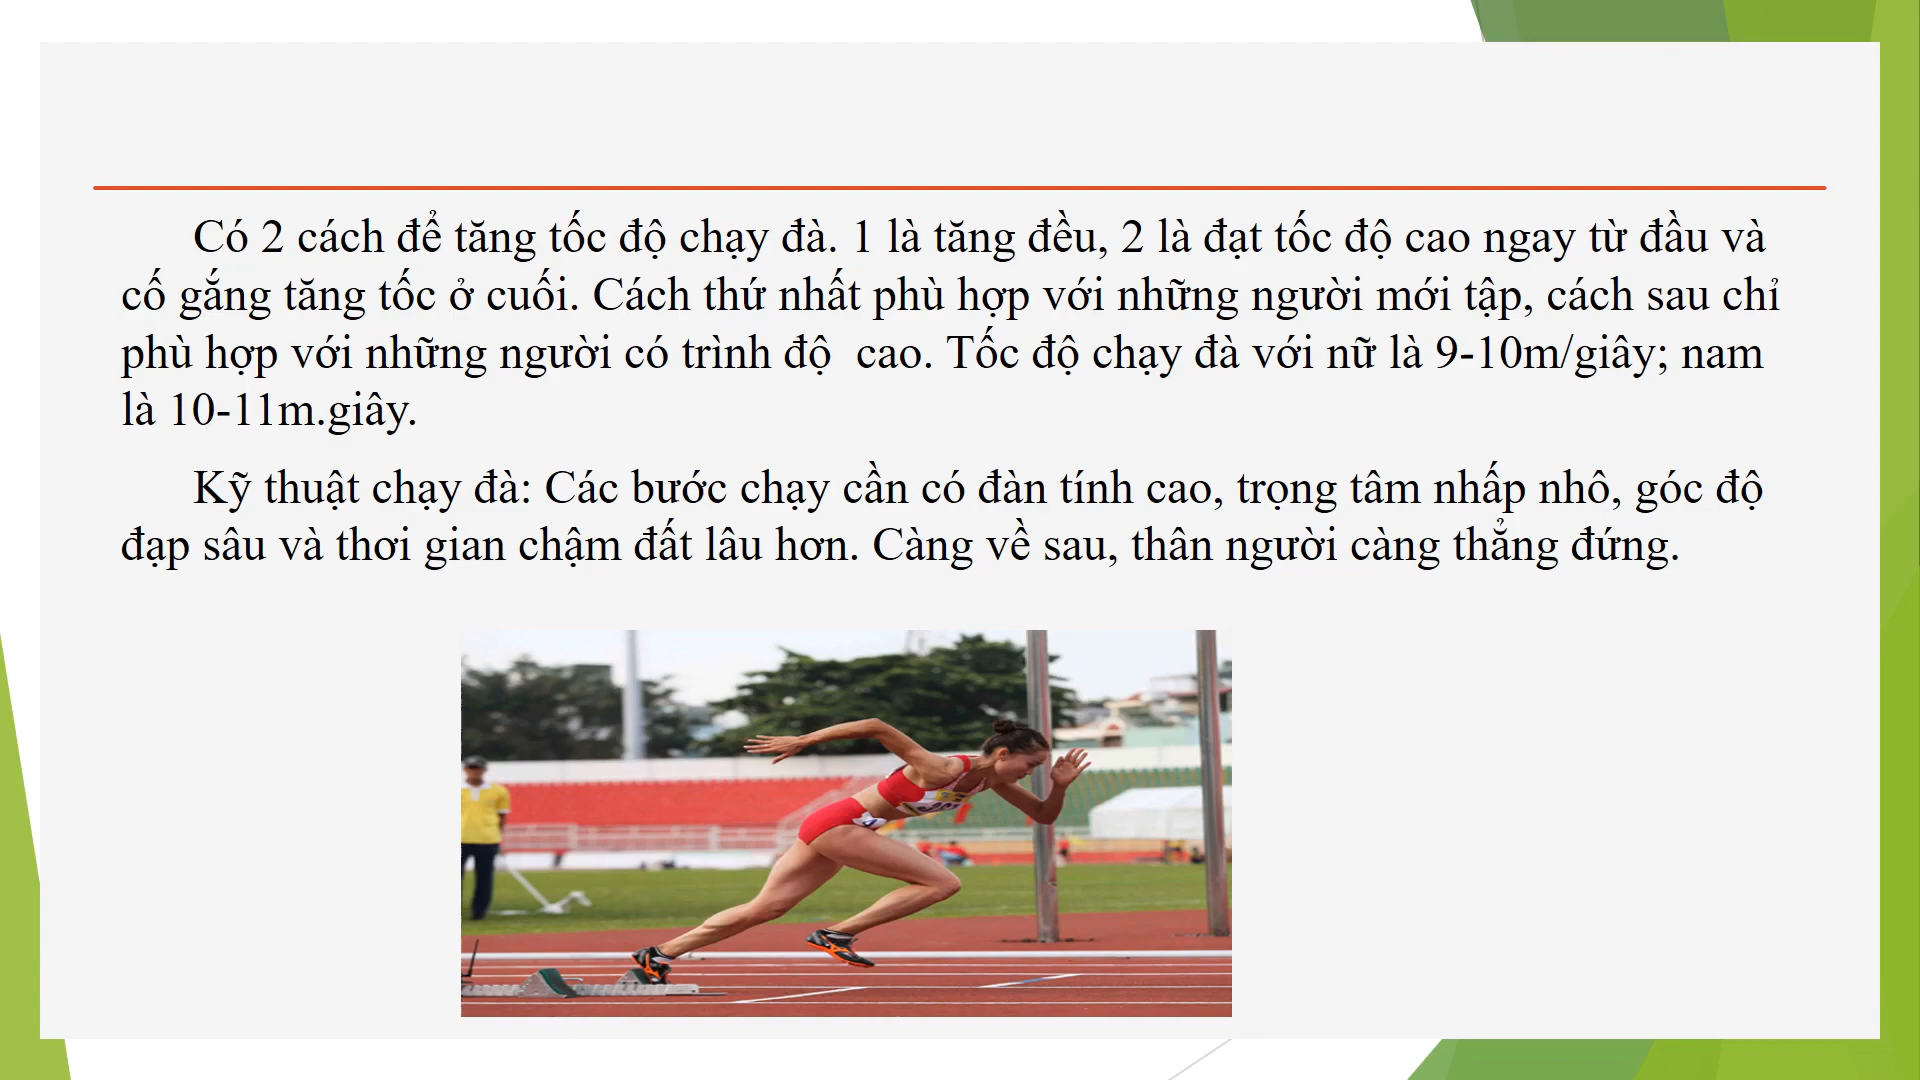 Có 2 cách để tăng tốc độ chạy đà. 1 là tăng đều, 2 là đạt tốc độ cao ngay từ đầu và
cố gắng tăng tốc ở cuối. Cách thứ nhất phù hợp với những người mới tập, cách sau chỉ
phù hợp với những người có trình độ  cao. Tốc độ chạy đà với nữ là 9-10m/giây; nam
là 10-11m.giây.
Kỹ thuật chạy đà: Các bước chạy cần có đàn tính cao, trọng tâm nhấp nhô, góc độ
đạp sâu và thơi gian chậm đất lâu hơn. Càng về sau, thân người càng thẳng đứng.